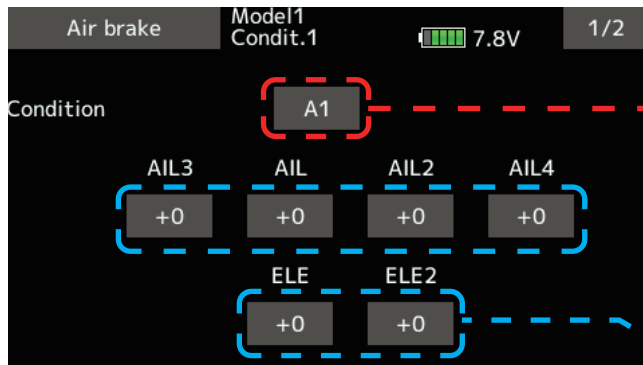 Air brake
Model1
Condit.1
7.8V
1/2
Condition
A1
AIL3 AIL AIL2 AIL4
+0 +0 +0 +0
ELE ELE2
+0 +0